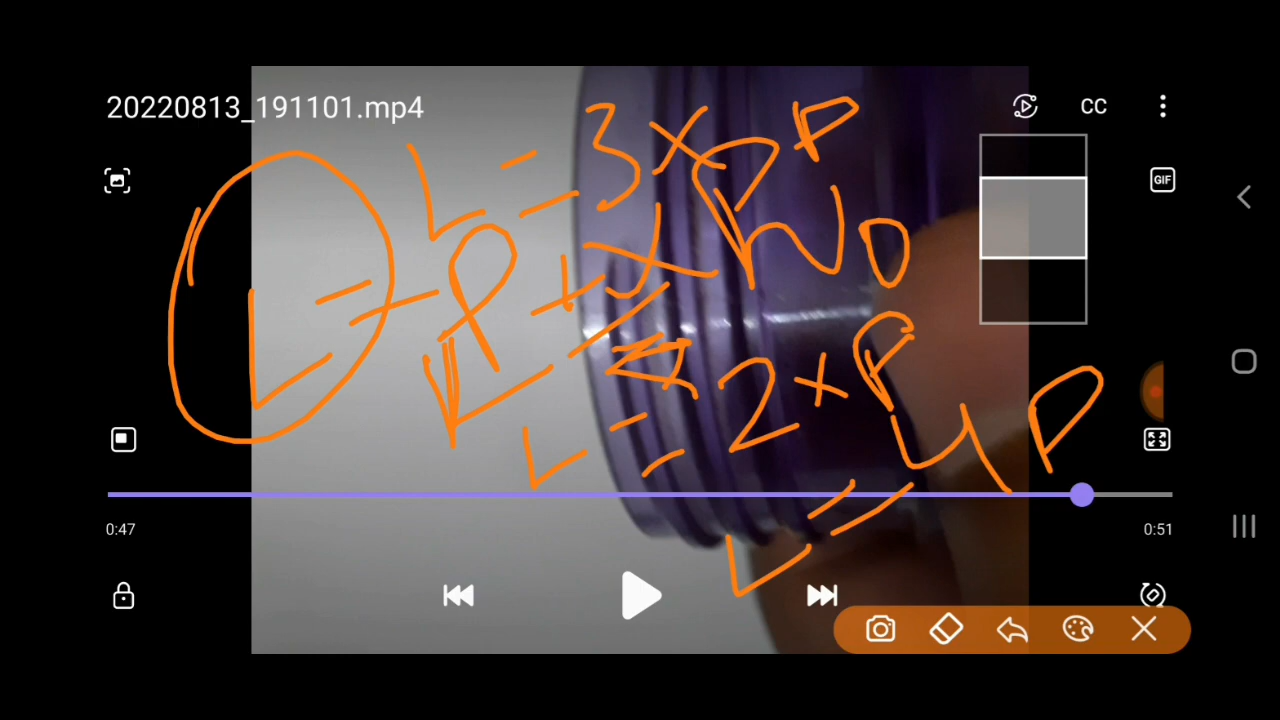 20220813_191101.mp4
CC
GIF
L = 3 x P
No
L = P
L = 2 x P
L = 4P
0:47
0:51